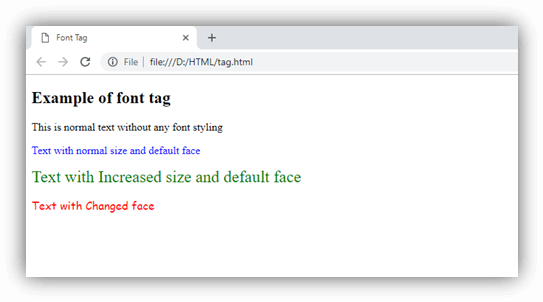 Font Tag
File | file:///D:/HTML/tag.html
Example of font tag
This is normal text without any font styling
Text with normal size and default face
Text with Increased size and default face
Text with Changed face